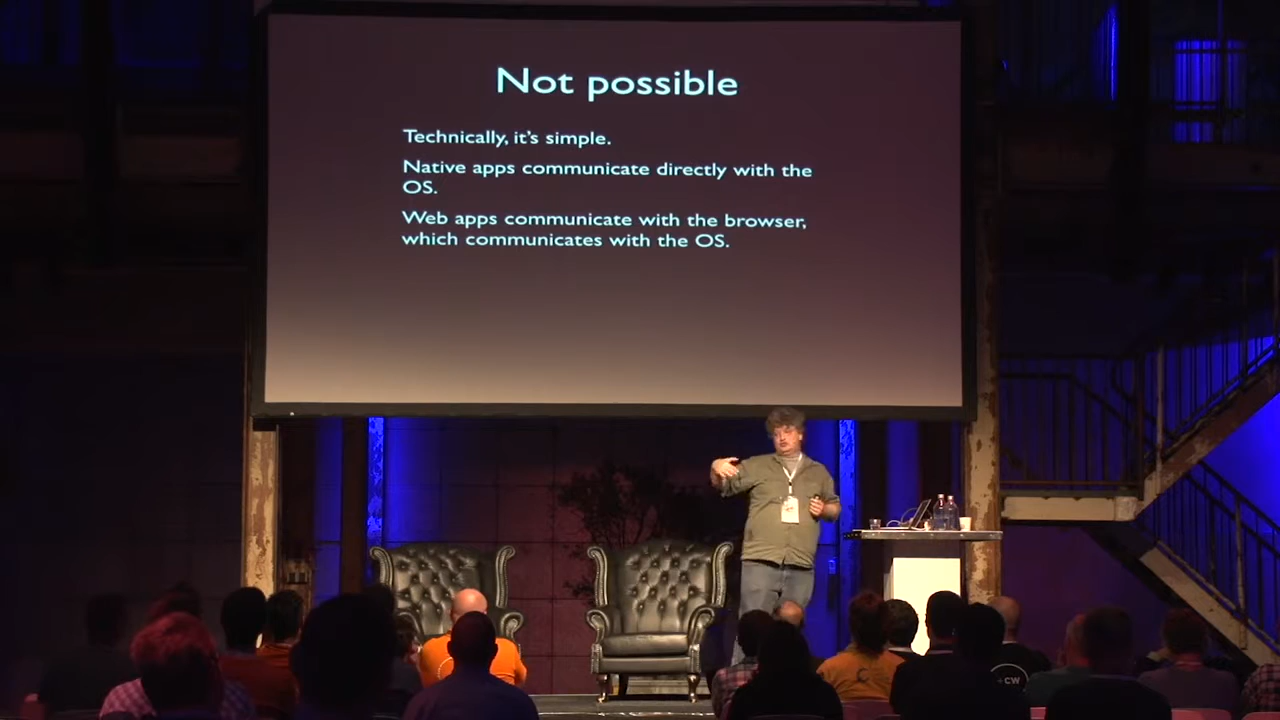 Not possible
Technically, it's simple.
Native apps communicate directly with the
OS.
Web apps communicate with the browser,
which communicates with the OS.
CW